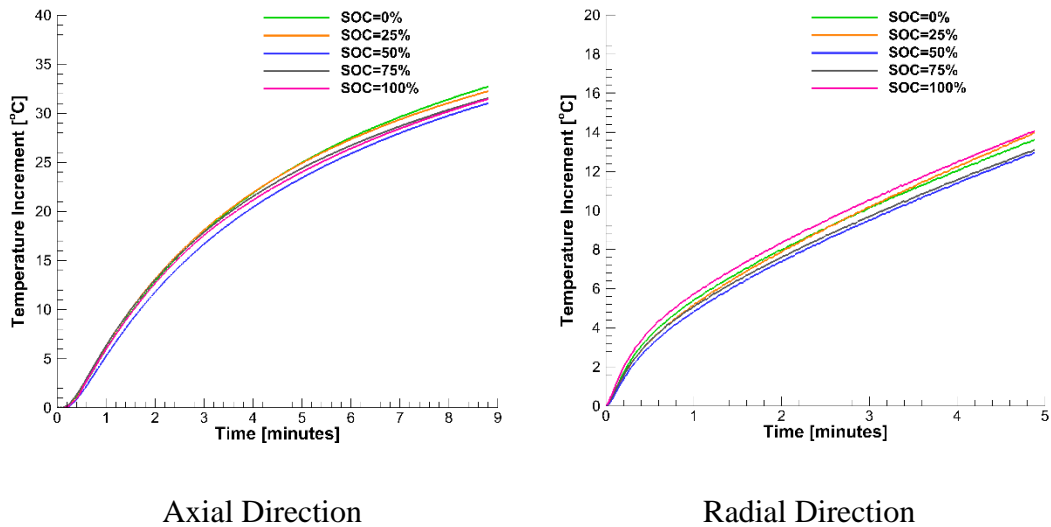 SOC=0%
SOC=25%
SOC=50%
SOC=75%
SOC=100%
Temperature Increment [°C]
40
35
30
25
20
15
10
5
0
0 1 2 3 4 5 6 7 8 9
Time [minutes]
Axial Direction
SOC=0%
SOC=25%
SOC=50%
SOC=75%
SOC=100%
Temperature Increment [°C]
20
18
16
14
12
10
8
6
4
2
0
0 1 2 3 4 5
Time [minutes]
Radial Direction